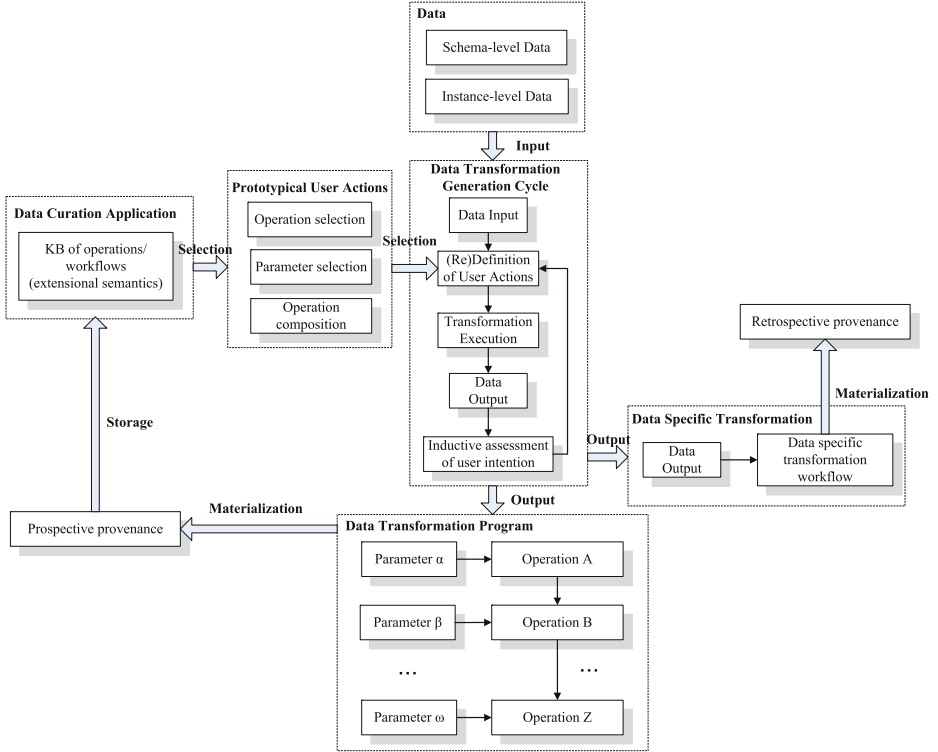 Data
Schema-level Data
Instance-level Data
Input
Data Transformation
Generation Cycle
Data Input
(Re)Definition
of User Actions
Transformation
Execution
Data
Output
Inductive assessment
of user intention
Prototypical User Actions
Operation selection
Parameter selection
Operation
composition
Selection
Data Curation Application
KB of operations/
workflows
(extensional semantics)
Selection
Storage
Prospective provenance
Materialization
Output
Output
Retrospective provenance
Materialization
Data Specific Transformation
Data
Output
Data specific
transformation
workflow
Data Transformation Program
Parameter α
Operation A
Parameter β
Operation B
...
...
Parameter ω
Operation Z